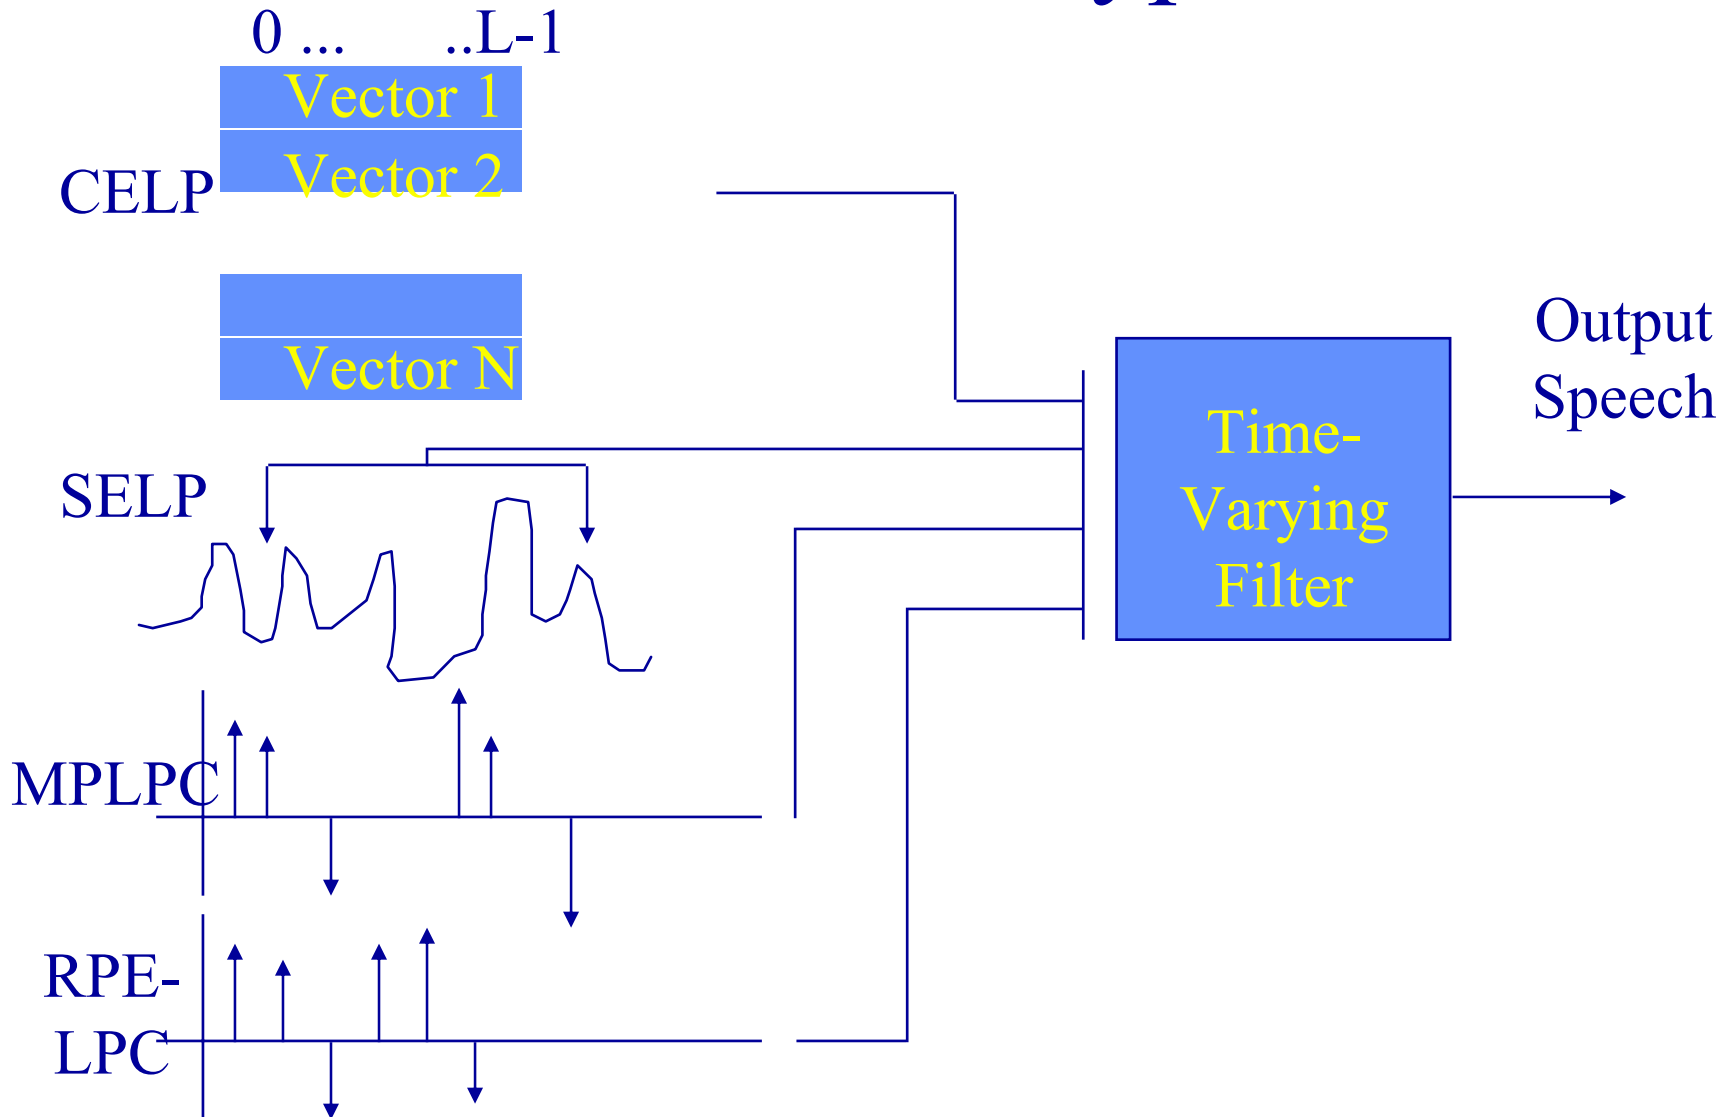 0 ... ..L-1
Vector 1
CELP
Vector 2
Vector N
Output
Speech
Time-
Varying
Filter
SELP
MPLPC
RPE-
LPC